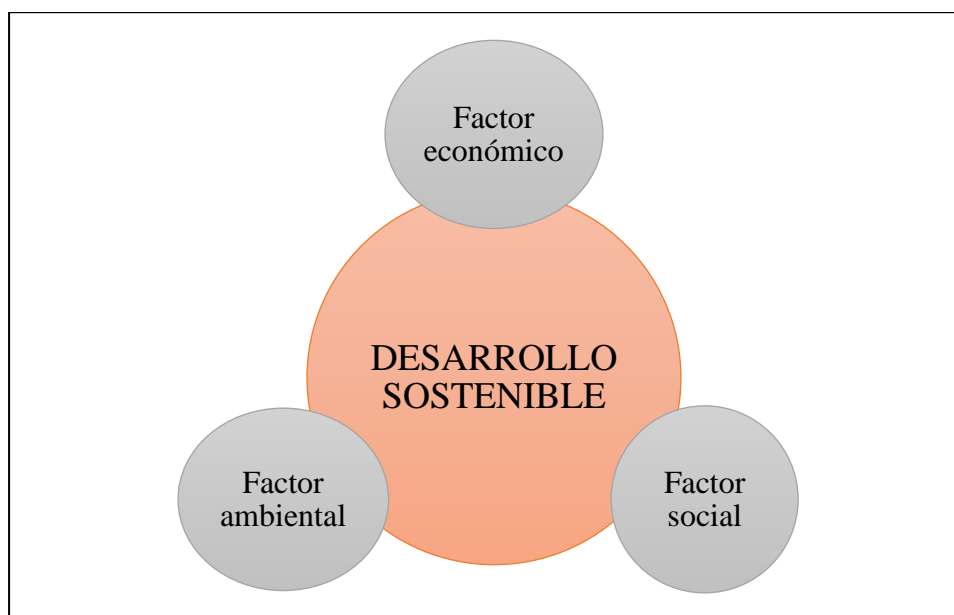 Factor
económico
DESARROLLO
SOSTENIBLE
Factor
ambiental
Factor
social